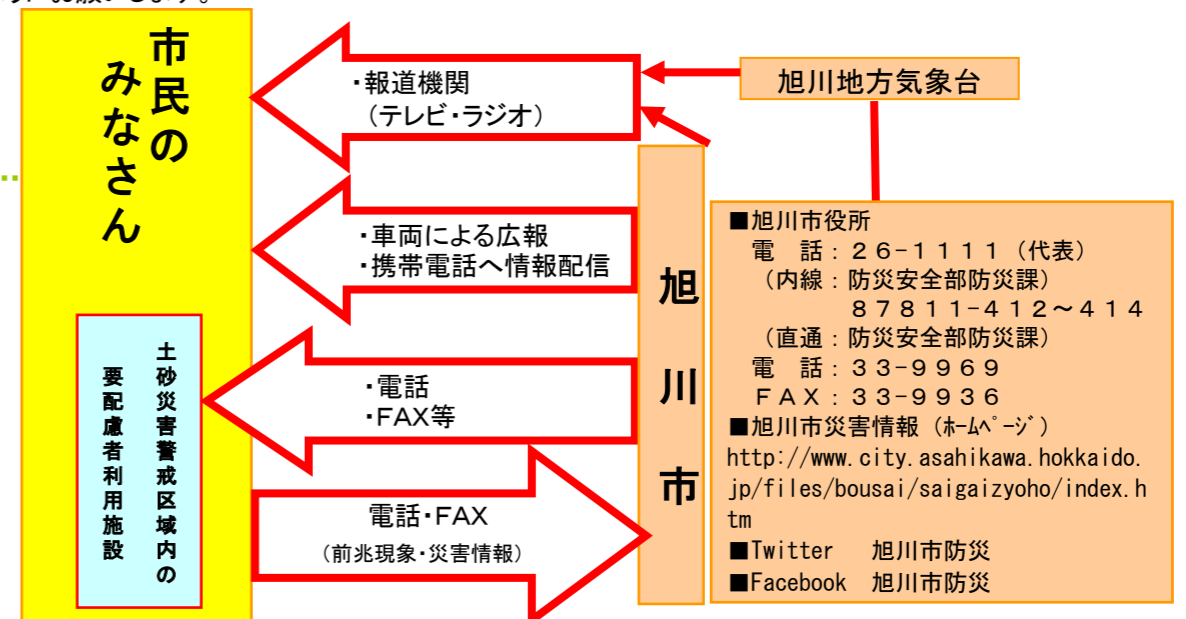 市民の
みなさん
・報道機関
（テレビ・ラジオ）
旭川地方気象台
・車両による広報
・携帯電話へ情報配信
旭川市
土砂災害警戒区域内の
要配慮者利用施設
・電話
・FAX等
電話・FAX
（前兆現象・災害情報）
■旭川市役所
電　話：２６-１１１１（代表）
（内線：防災安全部防災課）
８７８１１-４１２～４１４
（直通：防災安全部防災課）
電　話：３３-９９６９
ＦＡＸ：３３-９９３６
■旭川市災害情報（ﾎｰﾑﾍﾟｰｼﾞ）
http://www.city.asahikawa.hokkaido.
jp/files/bousai/saigaizyoho/index.h
tm
■Twitter　旭川市防災
■Facebook　旭川市防災